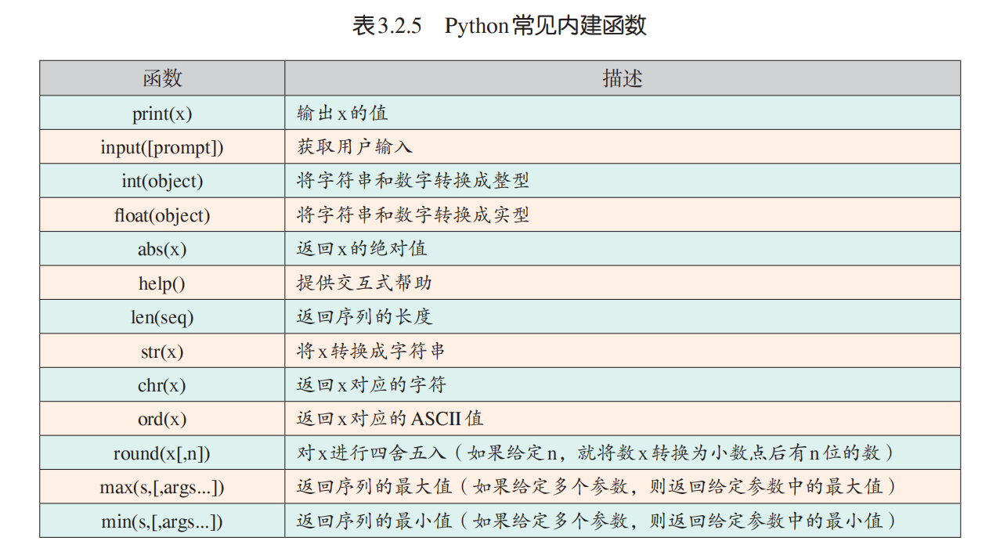 表3.2.5 Python常见内建函数
函数 描述
print(x) 输出x的值
input([prompt]) 获取用户输入
int(object) 将字符串和数字转换成整型
float(object) 将字符串和数字转换成实型
abs(x) 返回x的绝对值
help() 提供交互式帮助
len(seq) 返回序列的长度
str(x) 将x转换成字符串
chr(x) 返回x对应的字符
ord(x) 返回x对应的ASCII值
round(x[,n]) 对x进行四舍五入（如果给定n，就将数x转换为小数点后有n位的数）
max(s,[,args...]) 返回序列的最大值（如果给定多个参数，则返回给定参数中的最大值）
min(s,[,args...]) 返回序列的最小值（如果给定多个参数，则返回给定参数中的最小值）